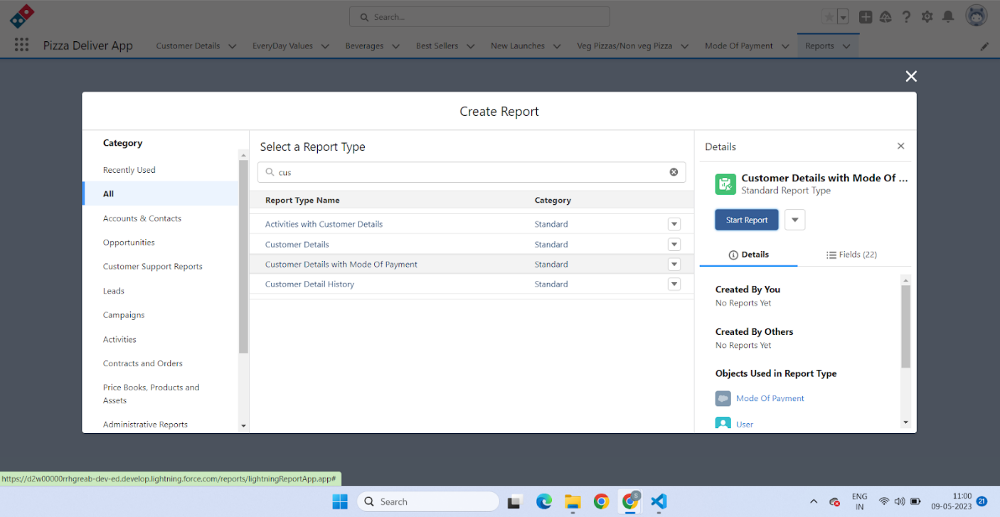 Search...
Pizza Deliver App
Customer Details
EveryDay Values
Beverages
Best Sellers
New Launches
Veg Pizzas/Non veg Pizza
Mode Of Payment
Reports
Create Report
Category
Recently Used
All
Accounts & Contacts
Opportunities
Customer Support Reports
Leads
Campaigns
Activities
Contracts and Orders
Price Books, Products and
Assets
Administrative Reports
Select a Report Type
cus
Report Type Name Category
Activities with Customer Details Standard
Customer Details Standard
Customer Details with Mode Of Payment Standard
Customer Detail History Standard
Details
Customer Details with Mode Of ...
Standard Report Type
Start Report
Details
Fields (22)
Created By You
No Reports Yet
Created By Others
No Reports Yet
Objects Used in Report Type
Mode Of Payment
User
https://d2w00000rrhgreab-dev-ed.develop.lightning.force.com/reports/lightningReportApp.app#
Search
S
ENG
IN
11:00
09-05-2023
21